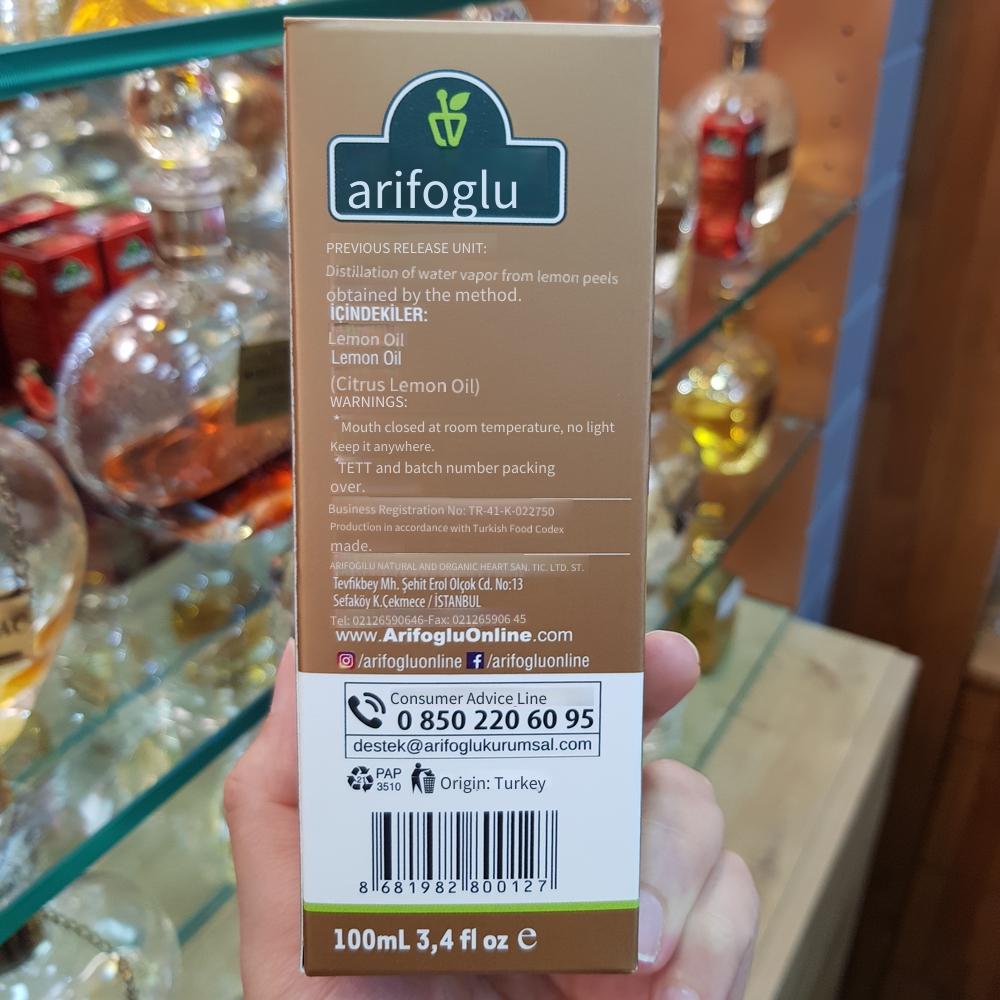 arifoglu
PREVIOUS RELEASE UNIT:
Distillation of water vapor from lemon peels
obtained by the method.
İÇİNDEKİLER:
Lemon Oil
Lemon Oil
(Citrus Lemon Oil)
WARNINGS:
*Mouth closed at room temperature, no light
Keep it anywhere.
*TETT and batch number packing
over.
Business Registration No: TR-41-K-022750
Production in accordance with Turkish Food Codex
made.
ARIFOGILU NATURAL AND ORGANIC HEART SAN. TIC. LTD. ST.
Tevfikbey Mh. Şehit Erol Olçok Cd. No:13
Sefaköy K.Çekmece / İSTANBUL
Tel: 02126590646-Fax: 021265906 45
www.ArifogluOnline.com
/arifogluonline /arifogluonline
Consumer Advice Line
0 850 220 60 95
destek@arifoglukurumsal.com
21 PAP
3510
Origin: Turkey
8 681982 800127
100mL 3,4 fl oz e